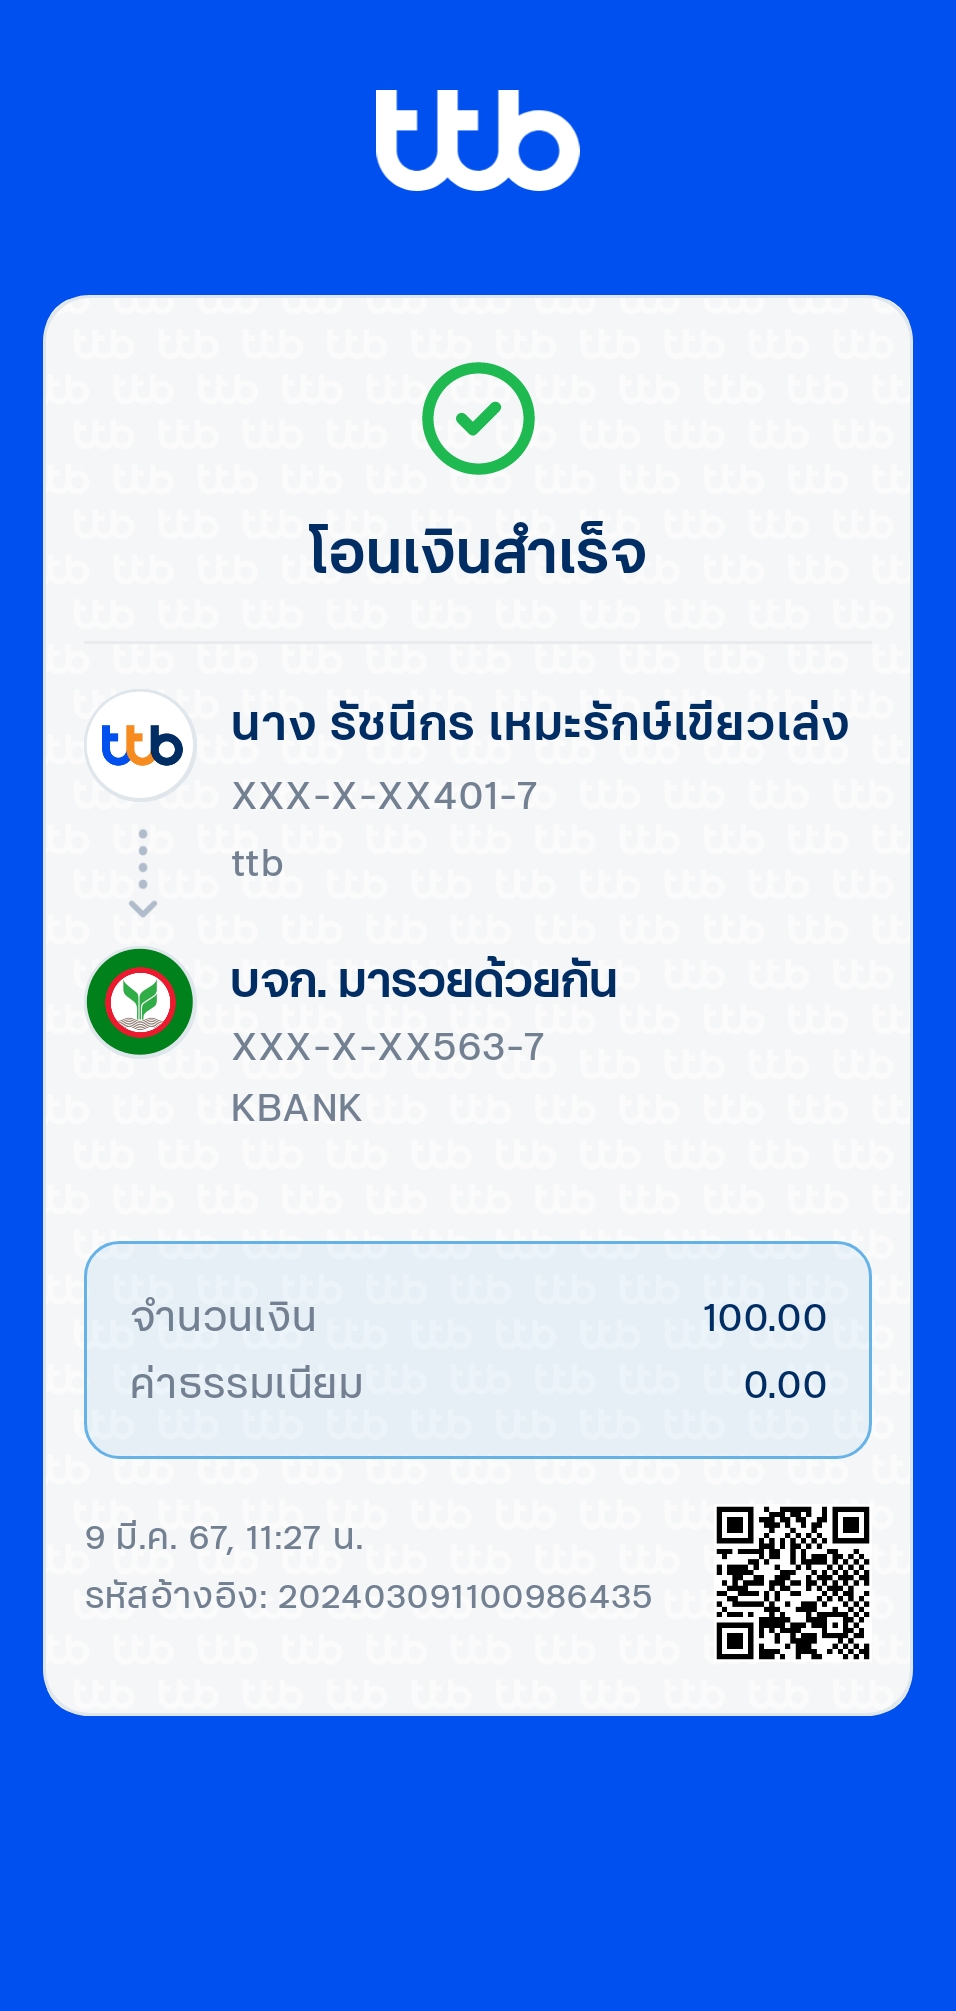 ttb
โอนเงินสำเร็จ
ttb
นาง รัชนีกร เหมะรักษ์เขียวเล่ง
XXX-X-XX401-7
ttb
บจก. มารวยด้วยกัน
XXX-X-XX563-7
KBANK
จำนวนเงิน 100.00
ค่าธรรมเนียม 0.00
9 มี.ค. 67, 11:27 น.
รหัสอ้างอิง: 202403091100986435